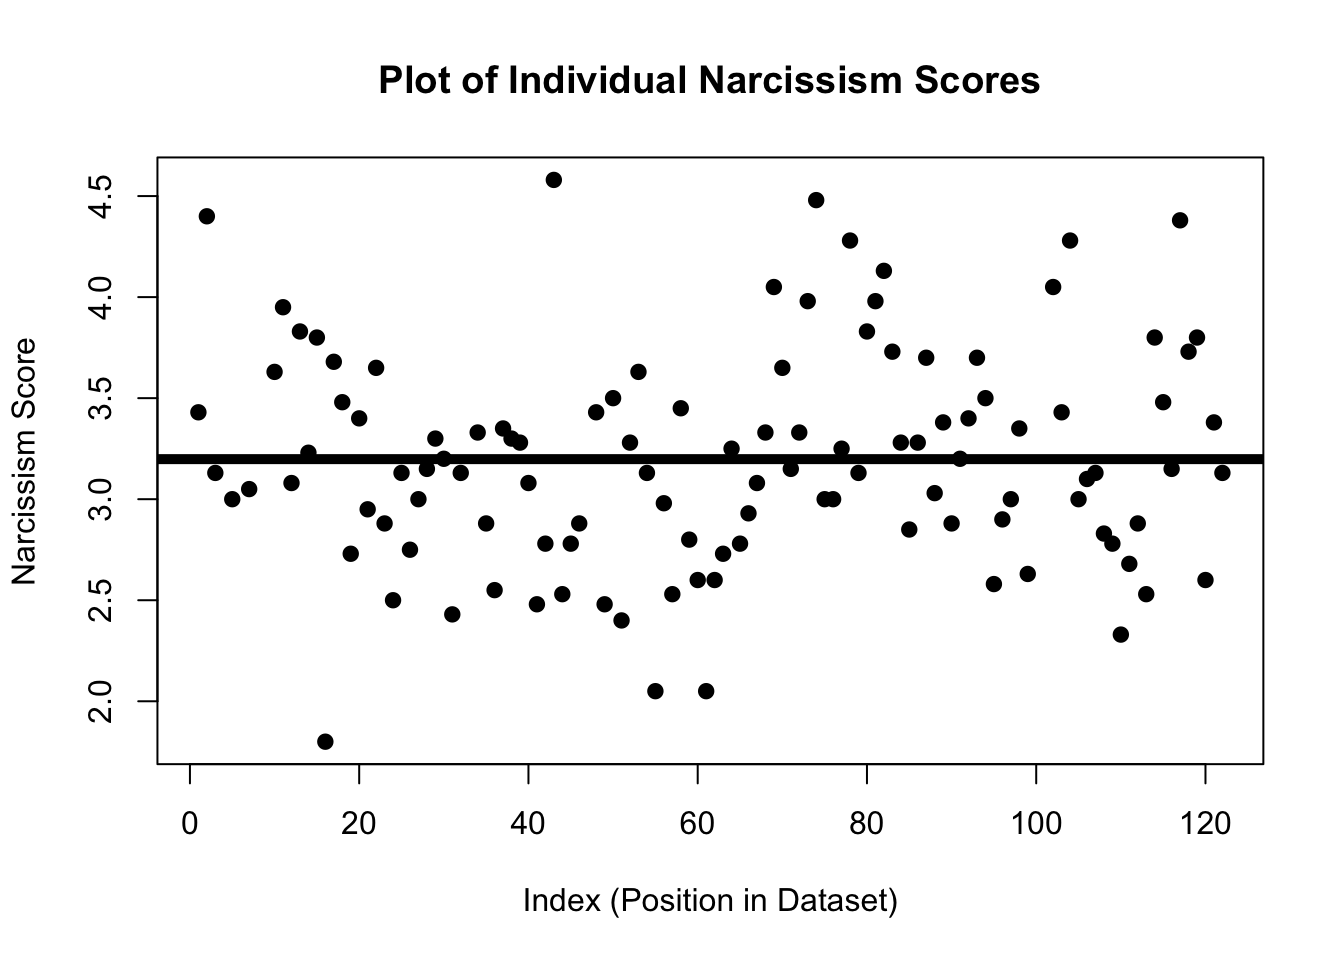 Plot of Individual Narcissism Scores
Narcissism Score
4.5
4.0
3.5
3.0
2.5
2.0
0 20 40 60 80 100 120
Index (Position in Dataset)